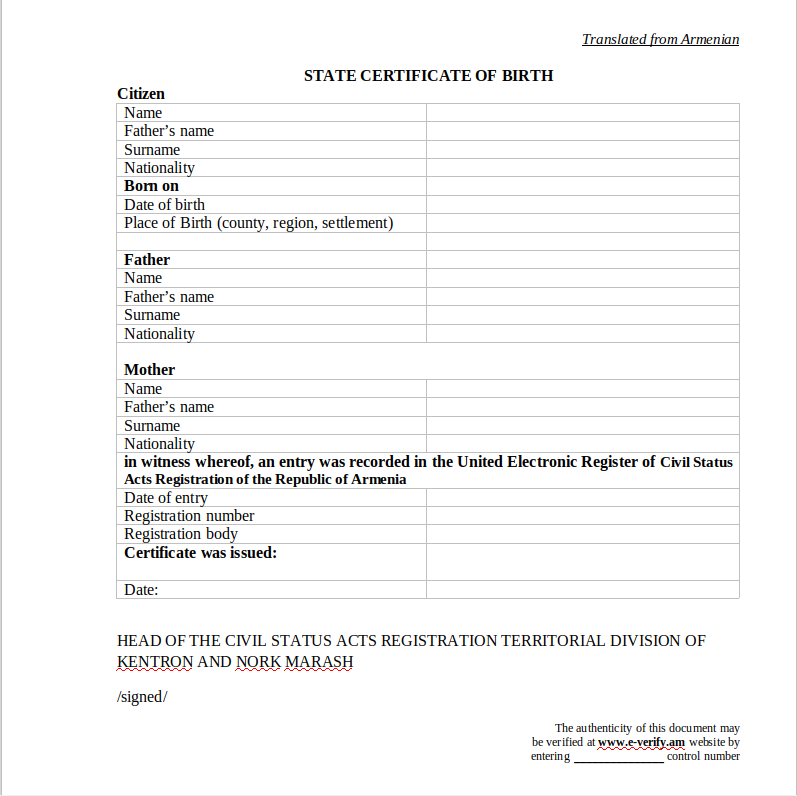 Translated from Armenian
STATE CERTIFICATE OF BIRTH
Citizen
Name
Father’s name
Surname
Nationality
Born on
Date of birth
Place of Birth (county, region, settlement)
Father
Name
Father’s name
Surname
Nationality
Mother
Name
Father’s name
Surname
Nationality
in witness whereof, an entry was recorded in the United Electronic Register of Civil Status
Acts Registration of the Republic of Armenia
Date of entry
Registration number
Registration body
Certificate was issued:
Date:
HEAD OF THE CIVIL STATUS ACTS REGISTRATION TERRITORIAL DIVISION OF
KENTRON AND NORK MARASH
/signed/
The authenticity of this document may
be verified at www.e-verify.am website by
entering _______________ control number